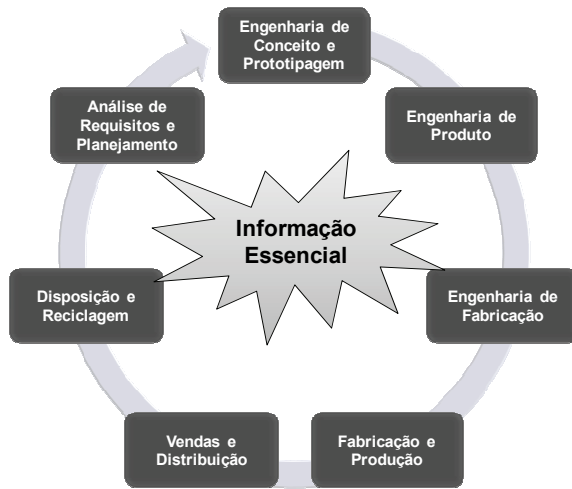 Engenharia de
Conceito e
Prototipagem
Análise de
Requisitos e
Planejamento
Engenharia de
Produto
Informação
Essencial
Disposição e
Reciclagem
Engenharia de
Fabricação
Vendas e
Distribuição
Fabricação e
Produção